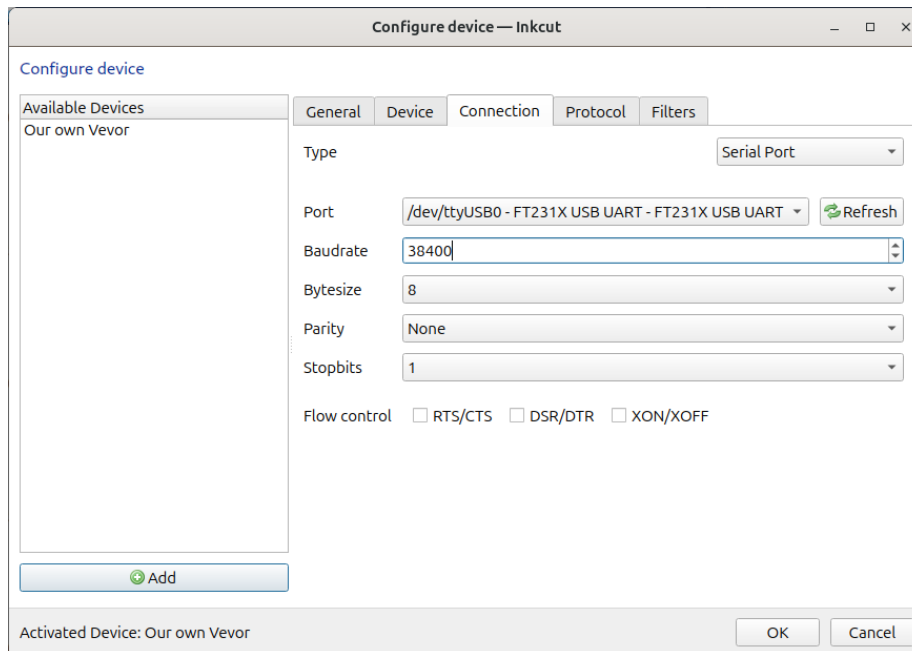 Configure device — Inkcut
Configure device
Available Devices
Our own Vevor
Add
General Device Connection Protocol Filters
Type Serial Port
Port /dev/ttyUSB0 - FT231X USB UART - FT231X USB UART Refresh
Baudrate 38400
Bytesize 8
Parity None
Stopbits 1
Flow control RTS/CTS DSR/DTR XON/XOFF
Activated Device: Our own Vevor OK Cancel